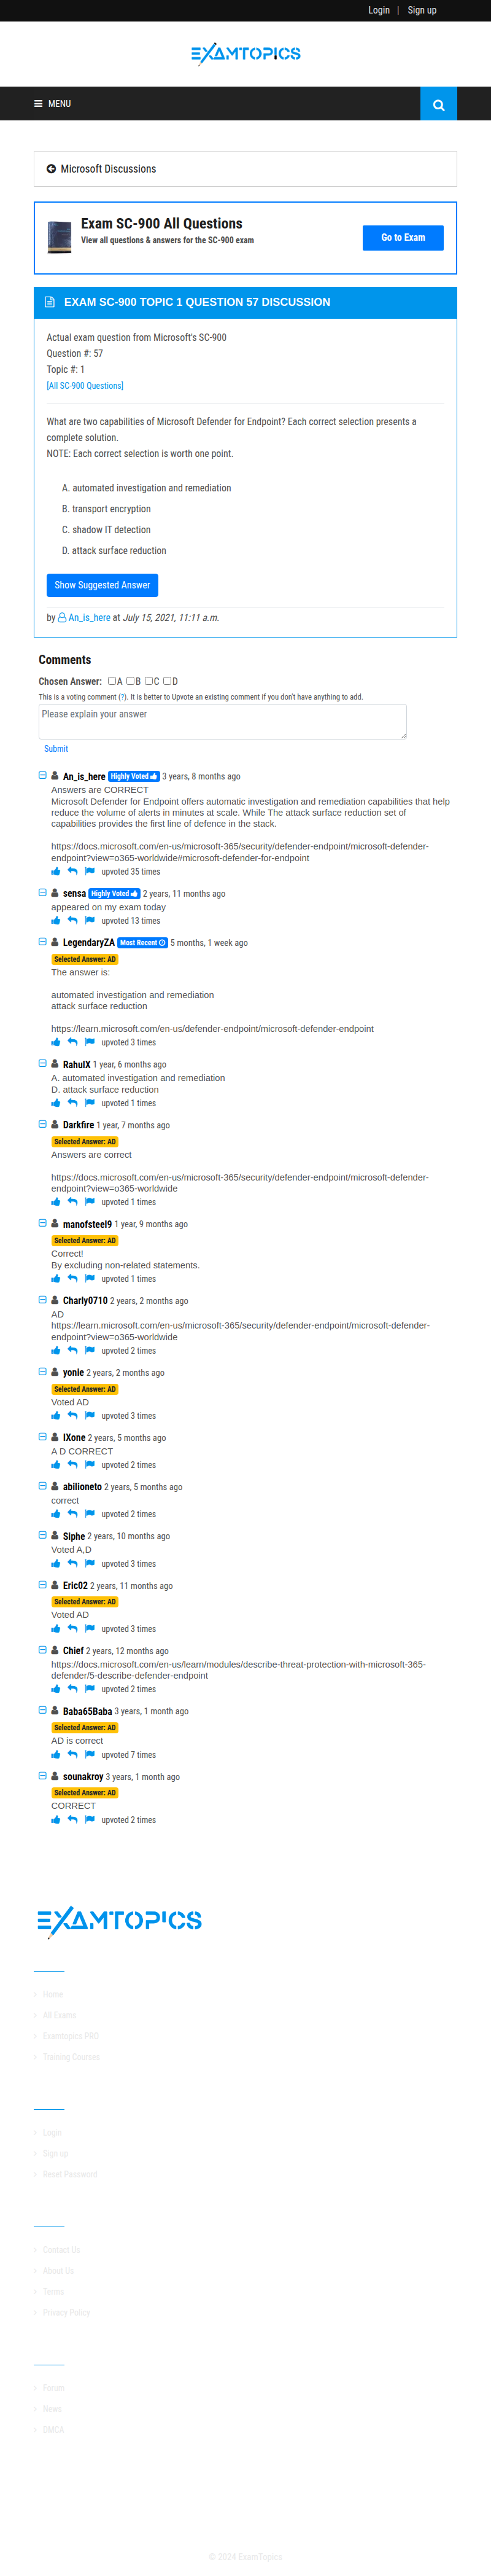 Login | Sign up
EXAMTOPICS
MENU
Microsoft Discussions
Exam SC-900 All Questions
View all questions & answers for the SC-900 exam
Go to Exam
EXAM SC-900 TOPIC 1 QUESTION 57 DISCUSSION
Actual exam question from Microsoft's SC-900
Question #: 57
Topic #: 1
[All SC-900 Questions]
What are two capabilities of Microsoft Defender for Endpoint? Each correct selection presents a
complete solution.
NOTE: Each correct selection is worth one point.
A. automated investigation and remediation
B. transport encryption
C. shadow IT detection
D. attack surface reduction
Show Suggested Answer
by An_is_here at July 15, 2021, 11:11 a.m.
Comments
Chosen Answer: A B C D
This is a voting comment (?). It is better to Upvote an existing comment if you don't have anything to add.
Please explain your answer
Submit
An_is_here Highly Voted 3 years, 8 months ago
Answers are CORRECT
Microsoft Defender for Endpoint offers automatic investigation and remediation capabilities that help
reduce the volume of alerts in minutes at scale. While The attack surface reduction set of
capabilities provides the first line of defence in the stack.
https://docs.microsoft.com/en-us/microsoft-365/security/defender-endpoint/microsoft-defender-
endpoint?view=o365-worldwide#microsoft-defender-for-endpoint
upvoted 35 times
sensa Highly Voted 2 years, 11 months ago
appeared on my exam today
upvoted 13 times
LegendaryZA Most Recent 5 months, 1 week ago
Selected Answer: AD
The answer is:
automated investigation and remediation
attack surface reduction
https://learn.microsoft.com/en-us/defender-endpoint/microsoft-defender-endpoint
upvoted 3 times
RahulX 1 year, 6 months ago
A. automated investigation and remediation
D. attack surface reduction
upvoted 1 times
Darkfire 1 year, 7 months ago
Selected Answer: AD
Answers are correct
https://docs.microsoft.com/en-us/microsoft-365/security/defender-endpoint/microsoft-defender-
endpoint?view=o365-worldwide
upvoted 1 times
manofsteel9 1 year, 9 months ago
Selected Answer: AD
Correct!
By excluding non-related statements.
upvoted 1 times
Charly0710 2 years, 2 months ago
AD
https://learn.microsoft.com/en-us/microsoft-365/security/defender-endpoint/microsoft-defender-
endpoint?view=o365-worldwide
upvoted 2 times
yonie 2 years, 2 months ago
Selected Answer: AD
Voted AD
upvoted 3 times
IXone 2 years, 5 months ago
A D CORRECT
upvoted 2 times
abilioneto 2 years, 5 months ago
correct
upvoted 2 times
Siphe 2 years, 10 months ago
Voted A,D
upvoted 3 times
Eric02 2 years, 11 months ago
Selected Answer: AD
Voted AD
upvoted 3 times
Chief 2 years, 12 months ago
https://docs.microsoft.com/en-us/learn/modules/describe-threat-protection-with-microsoft-365-
defender/5-describe-defender-endpoint
upvoted 2 times
Baba65Baba 3 years, 1 month ago
Selected Answer: AD
AD is correct
upvoted 7 times
sounakroy 3 years, 1 month ago
Selected Answer: AD
CORRECT
upvoted 2 times
EXAMTOPICS
Home
All Exams
Examtopics PRO
Training Courses
Login
Sign up
Reset Password
Contact Us
About Us
Terms
Privacy Policy
Forum
News
DMCA
© 2024 ExamTopics